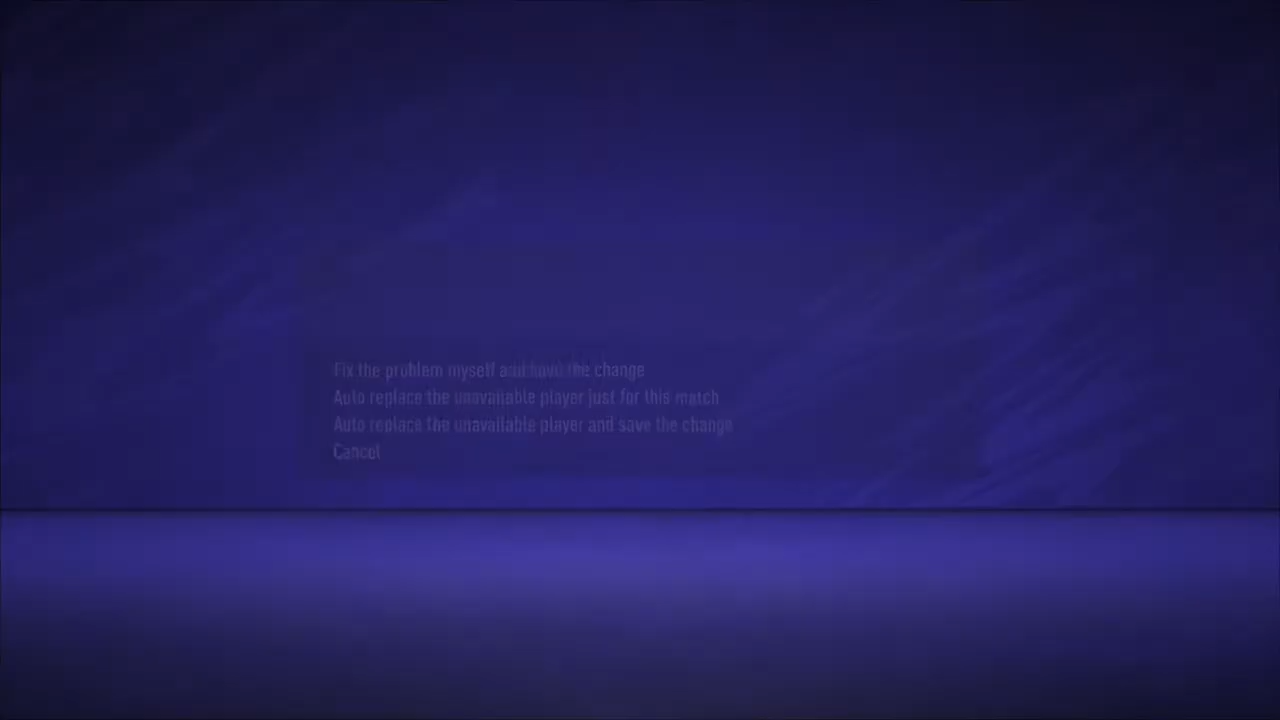 Fix the problem myself and have the change
Auto replace the unavailable player just for this match
Auto replace the unavailable player and save the change
Cancel